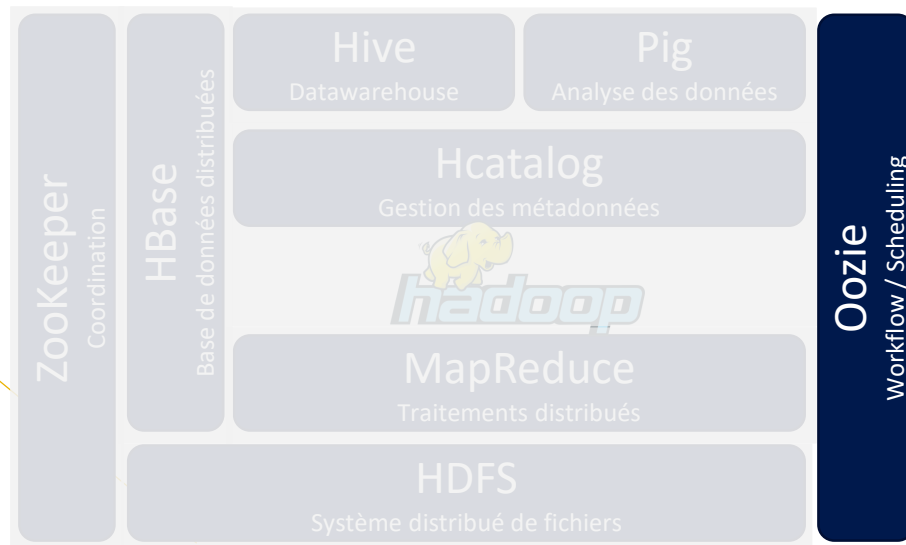 ZooKeeper
Coordination
HBase
Base de données distribuées
Hive
Datawarehouse
Pig
Analyse des données
Hcatalog
Gestion des métadonnées
hadoop
MapReduce
Traitements distribués
HDFS
Système distribué de fichiers
Oozie
Workflow / Scheduling